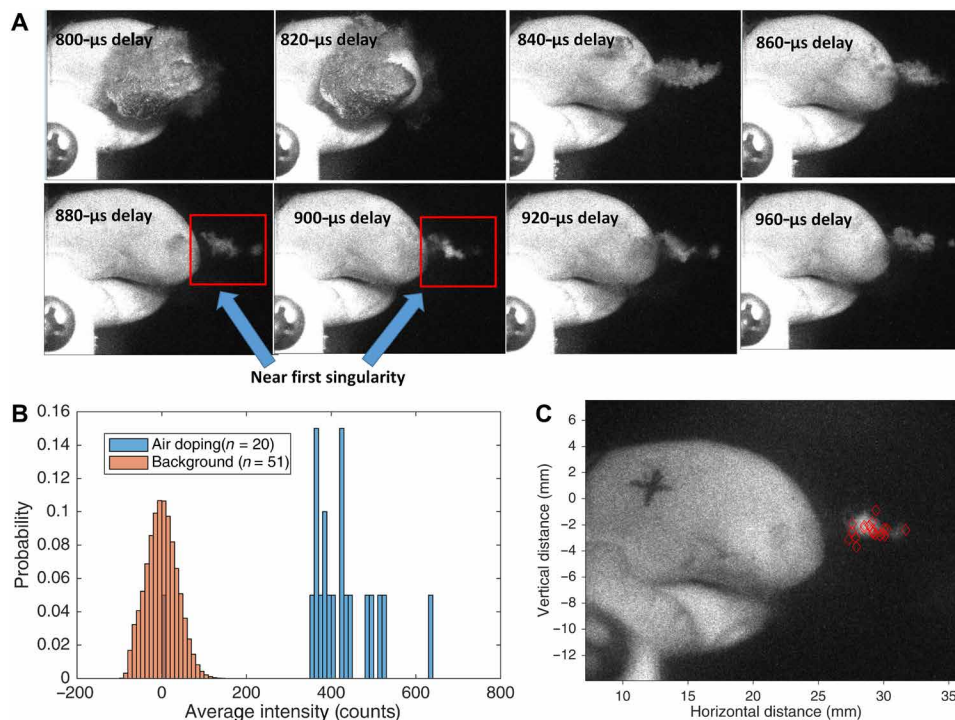 A
800-µs delay
820-µs delay
840-µs delay
860-µs delay
880-µs delay
900-µs delay
920-µs delay
960-µs delay
Near first singularity
B
0.16
0.14
0.12
0.1
0.08
0.06
0.04
0.02
0
Probability
Air doping(n = 20)
Background (n = 51)
-200
0
200
400
600
800
Average intensity (counts)
C
6
4
2
0
-2
-4
-6
-8
-10
-12
Vertical distance (mm)
10
15
20
25
30
35
Horizontal distance (mm)